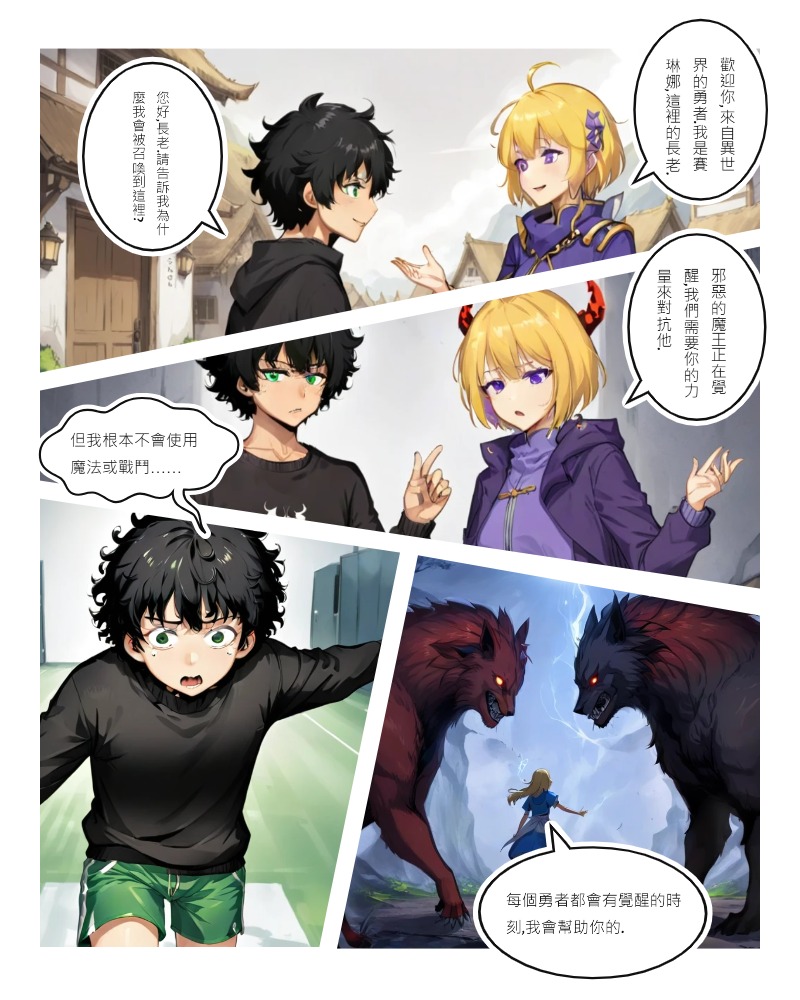 歡迎你,來自異世
界的勇者.我是賽
琳娜,這裡的長老.
您好,長老.請告訴我為什
麼我會被召喚到這裡?
邪惡的魔王正在覺
醒,我們需要你的力
量來對抗他.
但我根本不會使用
魔法或戰鬥……
每個勇者都會有覺醒的時
刻,我會幫助你的.